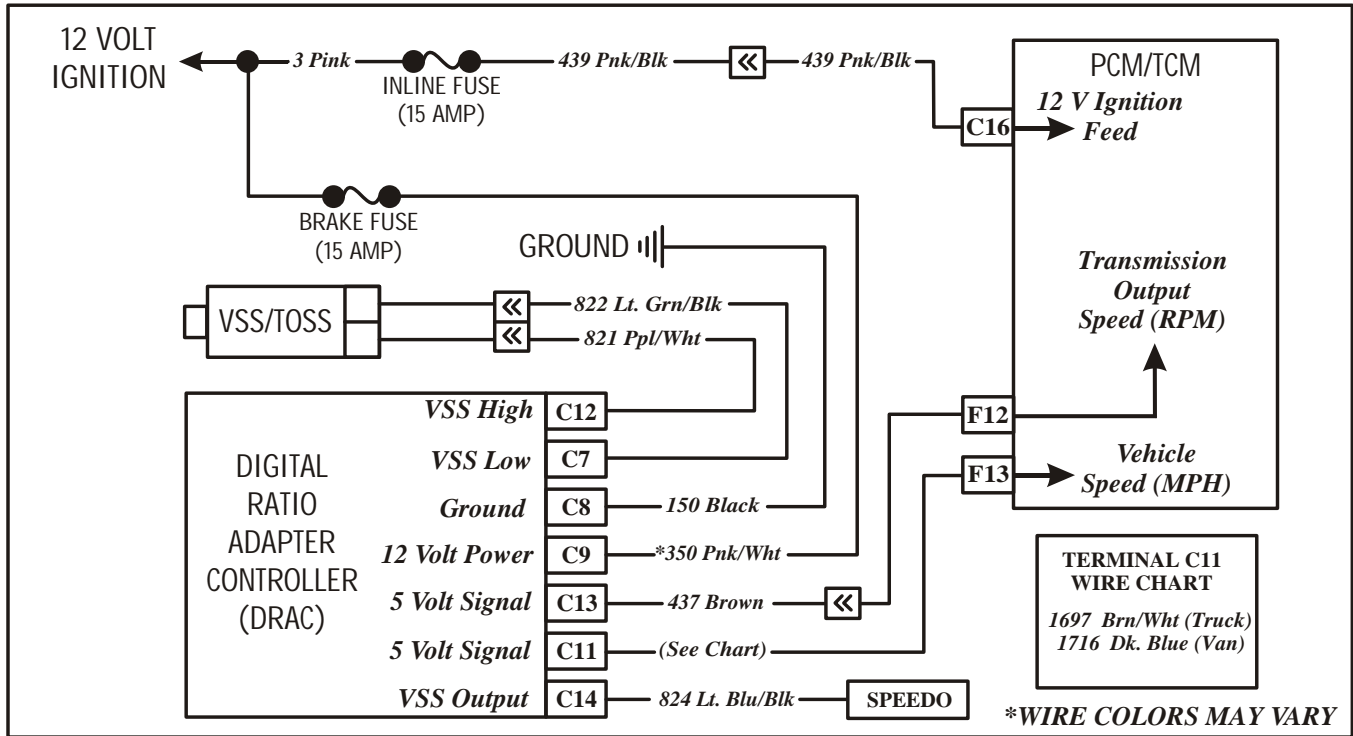 12 VOLT
IGNITION
3 Pink
INLINE FUSE
(15 AMP)
439 Pnk/Blk
439 Pnk/Blk
PCM/TCM
12 V Ignition
Feed
C16
BRAKE FUSE
(15 AMP)
GROUND
VSS/TOSS
822 Lt. Grn/Blk
821 Ppl/Wht
Transmission
Output
Speed (RPM)
F12
F13
Vehicle
Speed (MPH)
DIGITAL
RATIO
ADAPTER
CONTROLLER
(DRAC)
VSS High C12
VSS Low C7
Ground C8 150 Black
12 Volt Power C9 *350 Pnk/Wht
5 Volt Signal C13 437 Brown
5 Volt Signal C11 (See Chart)
VSS Output C14 824 Lt. Blu/Blk SPEEDO
TERMINAL C11
WIRE CHART
1697 Brn/Wht (Truck)
1716 Dk. Blue (Van)
*WIRE COLORS MAY VARY